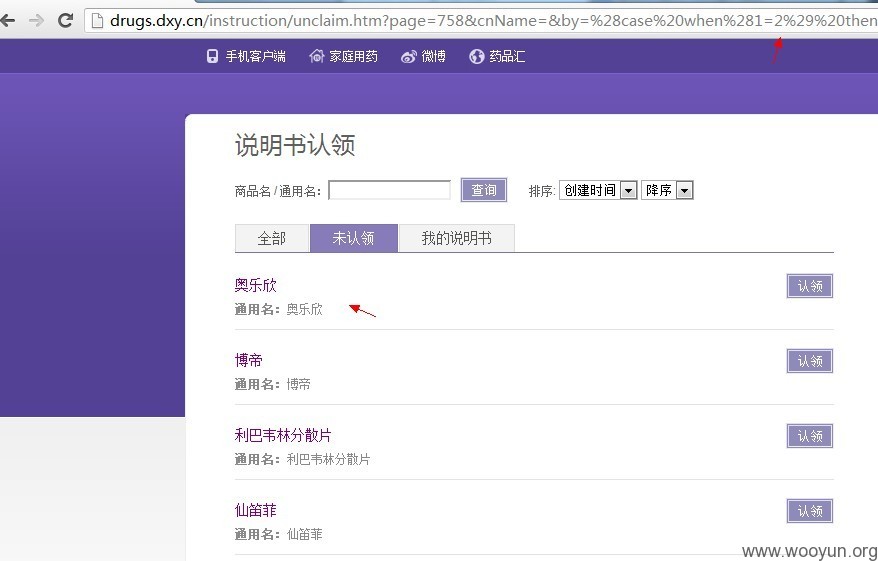 drugs.dxy.cn/instruction/unclaim.htm?page=758&cnName=&by=%28case%20when%281=2%29%20then
手机客户端 家庭用药 微博 药品汇
说明书认领
商品名 / 通用名: 查询 排序: 创建时间 降序
全部 未认领 我的说明书
奥乐欣 认领
通用名：奥乐欣
博帝 认领
通用名：博帝
利巴韦林分散片 认领
通用名：利巴韦林分散片
仙笛菲 认领
通用名：仙笛菲
www.wooyun.org